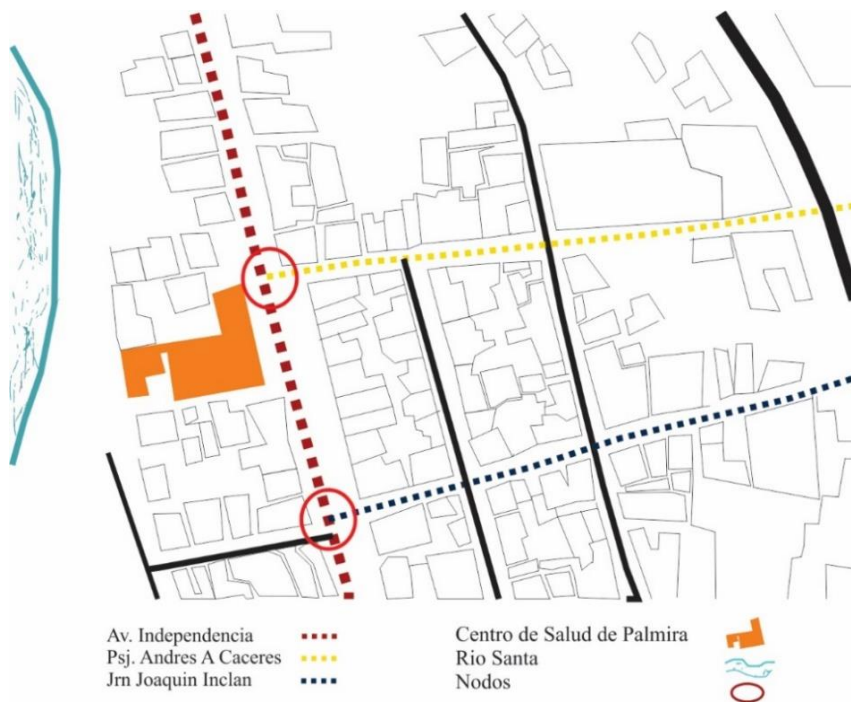 Av. Independencia
Psj. Andres A Caceres
Jrn Joaquin Inclan
Centro de Salud de Palmira
Rio Santa
Nodos